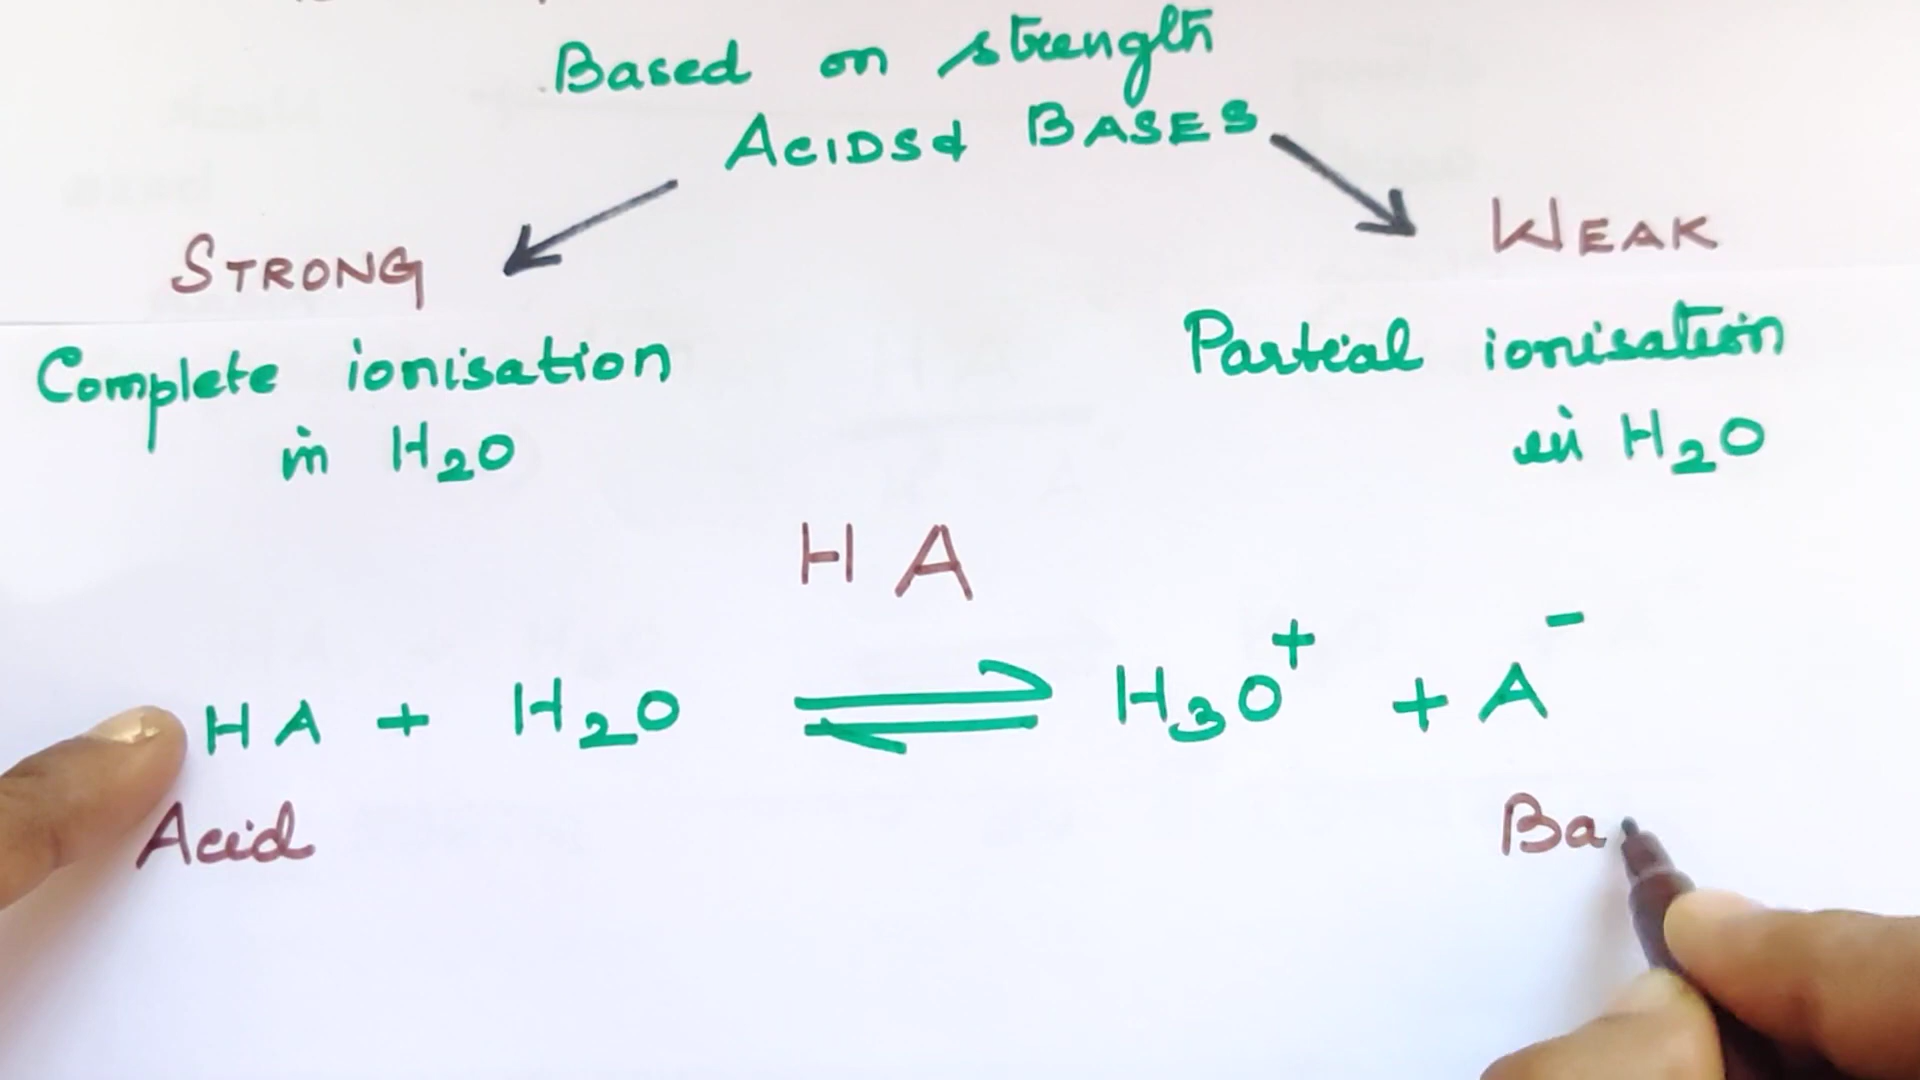 Based on strength
ACIDS & BASES
STRONG
WEAK
Complete ionisation
in H₂O
Partial ionisation
in H₂O
HA
HA + H₂O ⇌ H₃O⁺ + A⁻
Acid
Ba